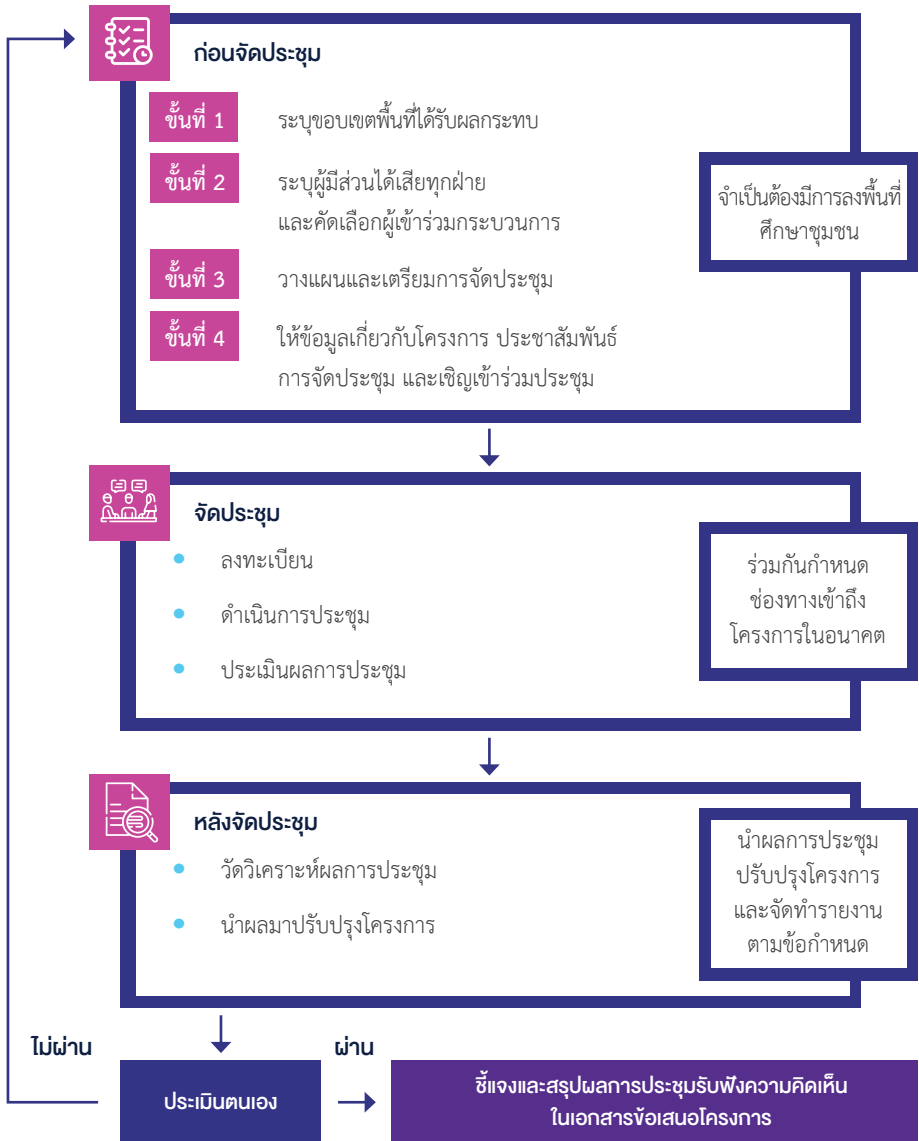 ก่อนจัดประชุม
ขั้นที่ 1 ระบุขอบเขตพื้นที่ได้รับผลกระทบ
ขั้นที่ 2 ระบุผู้มีส่วนได้เสียทุกฝ่าย
และคัดเลือกผู้เข้าร่วมกระบวนการ
ขั้นที่ 3 วางแผนและเตรียมการจัดประชุม
ขั้นที่ 4 ให้ข้อมูลเกี่ยวกับโครงการ ประชาสัมพันธ์
การจัดประชุม และเชิญเข้าร่วมประชุม
จำเป็นต้องมีการลงพื้นที่
ศึกษาชุมชน
จัดประชุม
ลงทะเบียน
ดำเนินการประชุม
ประเมินผลการประชุม
ร่วมกันกำหนด
ช่องทางเข้าถึง
โครงการในอนาคต
หลังจัดประชุม
วัดวิเคราะห์ผลการประชุม
นำผลมาปรับปรุงโครงการ
นำผลการประชุม
ปรับปรุงโครงการ
และจัดทำรายงาน
ตามข้อกำหนด
ไม่ผ่าน
ประเมินตนเอง
ผ่าน
ชี้แจงและสรุปผลการประชุมรับฟังความคิดเห็น
ในเอกสารข้อเสนอโครงการ